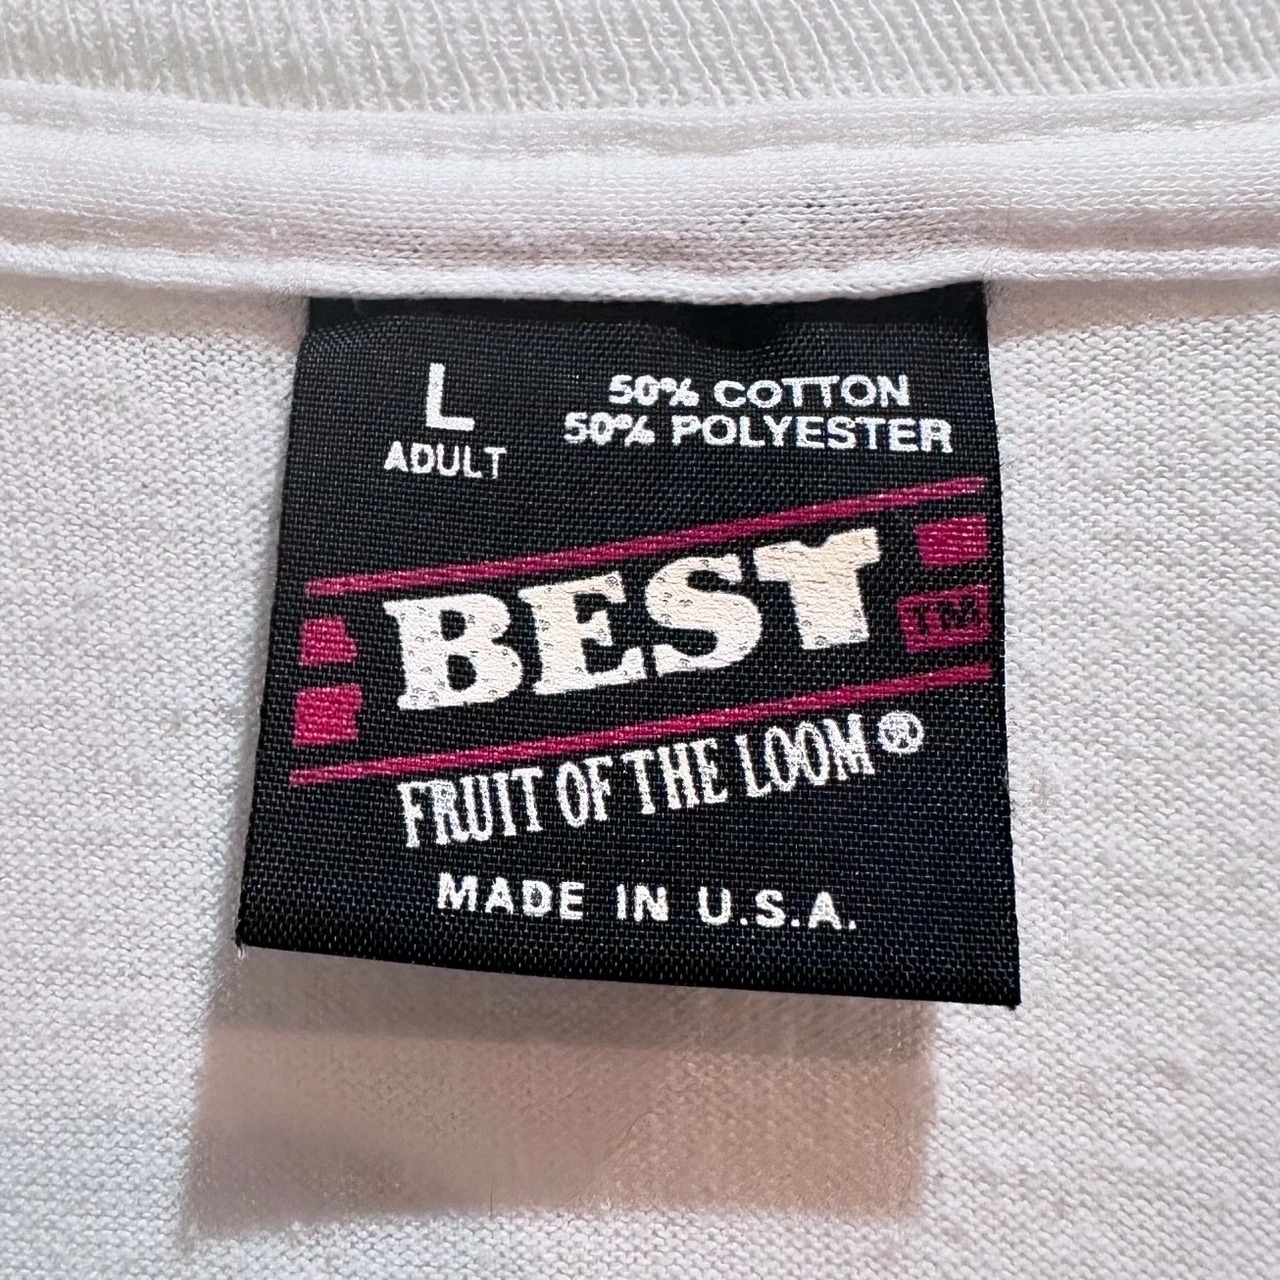 L
ADULT
50% COTTON
50% POLYESTER
BEST
TM
FRUIT OF THE LOOM®
MADE IN U.S.A.